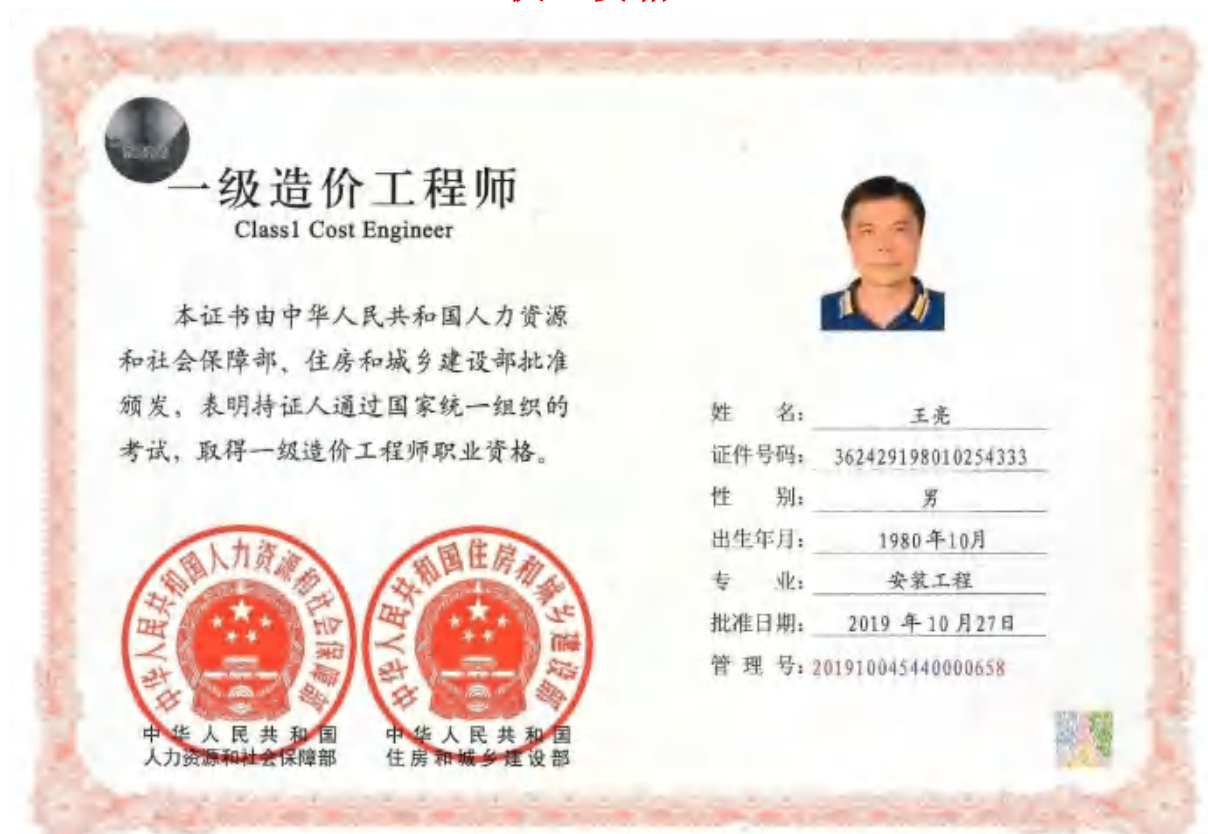 一级造价工程师
Class1 Cost Engineer
本证书由中华人民共和国人力资源
和社会保障部、住房和城乡建设部批准
颁发，表明持证人通过国家统一组织的
考试，取得一级造价工程师职业资格。
中华人民共和国人力资源和社会保障部
中华人民共和国住房和城乡建设部
中华人民共和国
人力资源和社会保障部
中华人民共和国
住房和城乡建设部
姓 名： 王亮
证件号码： 362429198010254333
性 别： 男
出生年月： 1980年10月
专 业： 安装工程
批准日期： 2019 年 10 月27日
管 理 号：201910045440000658